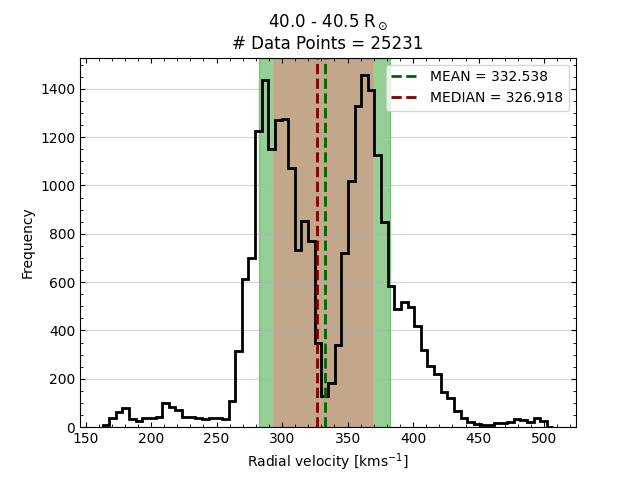 40.0 - 40.5 R⊙
# Data Points = 25231
MEAN = 332.538
MEDIAN = 326.918
1400
1200
1000
800
600
400
200
0
Frequency
150 200 250 300 350 400 450 500
Radial velocity [kms⁻¹]